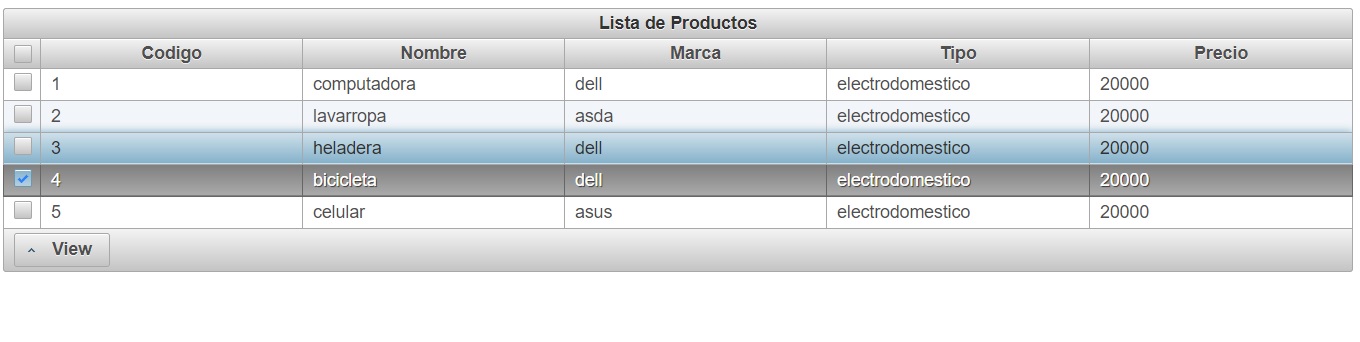 Lista de Productos
Codigo Nombre Marca Tipo Precio
1 computadora dell electrodomestico 20000
2 lavarropa asda electrodomestico 20000
3 heladera dell electrodomestico 20000
4 bicicleta dell electrodomestico 20000
5 celular asus electrodomestico 20000
View